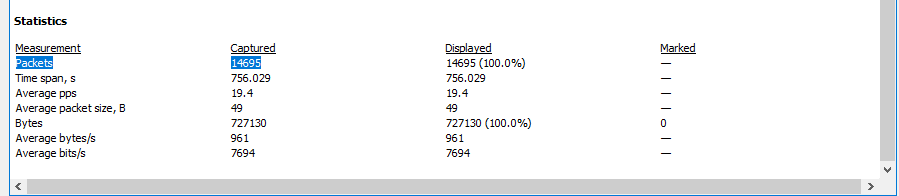 Statistics
Measurement Captured Displayed Marked
Packets 14695 14695 (100.0%) —
Time span, s 756.029 756.029 —
Average pps 19.4 19.4 —
Average packet size, B 49 49 —
Bytes 727130 727130 (100.0%) 0
Average bytes/s 961 961 —
Average bits/s 7694 7694 —